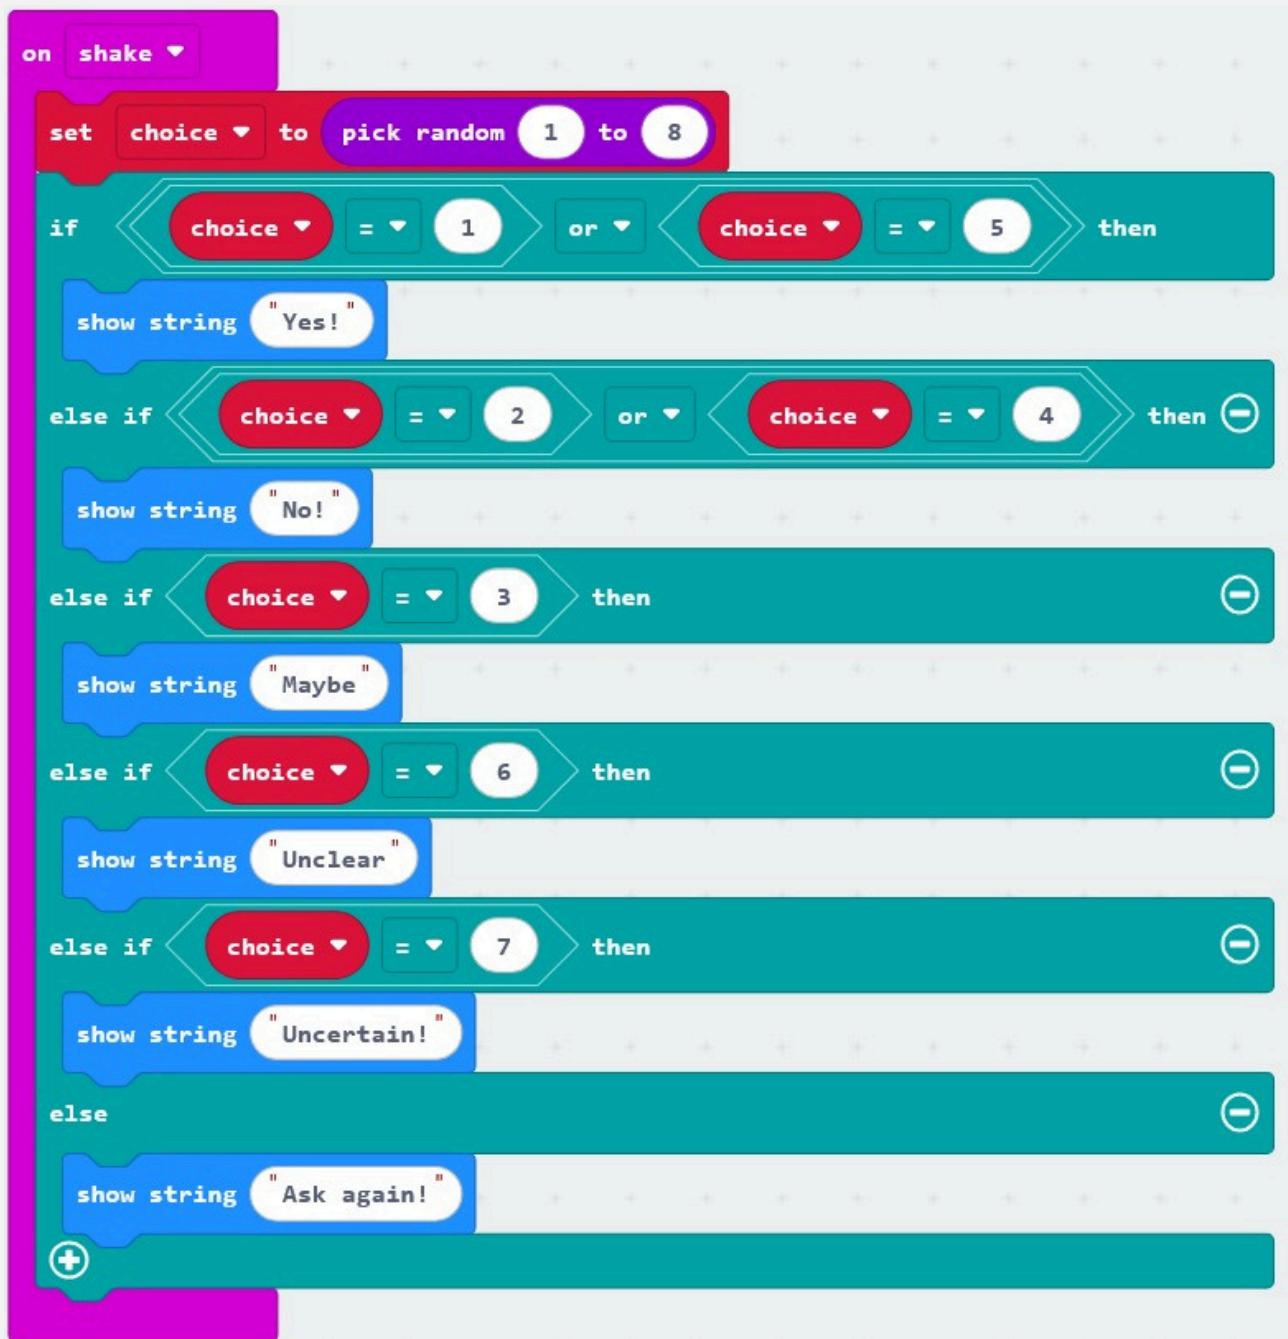 on shake
set choice to pick random 1 to 8
if choice = 1 or choice = 5 then
show string "Yes!"
else if choice = 2 or choice = 4 then
show string "No!"
else if choice = 3 then
show string "Maybe"
else if choice = 6 then
show string "Unclear"
else if choice = 7 then
show string "Uncertain!"
else
show string "Ask again!"